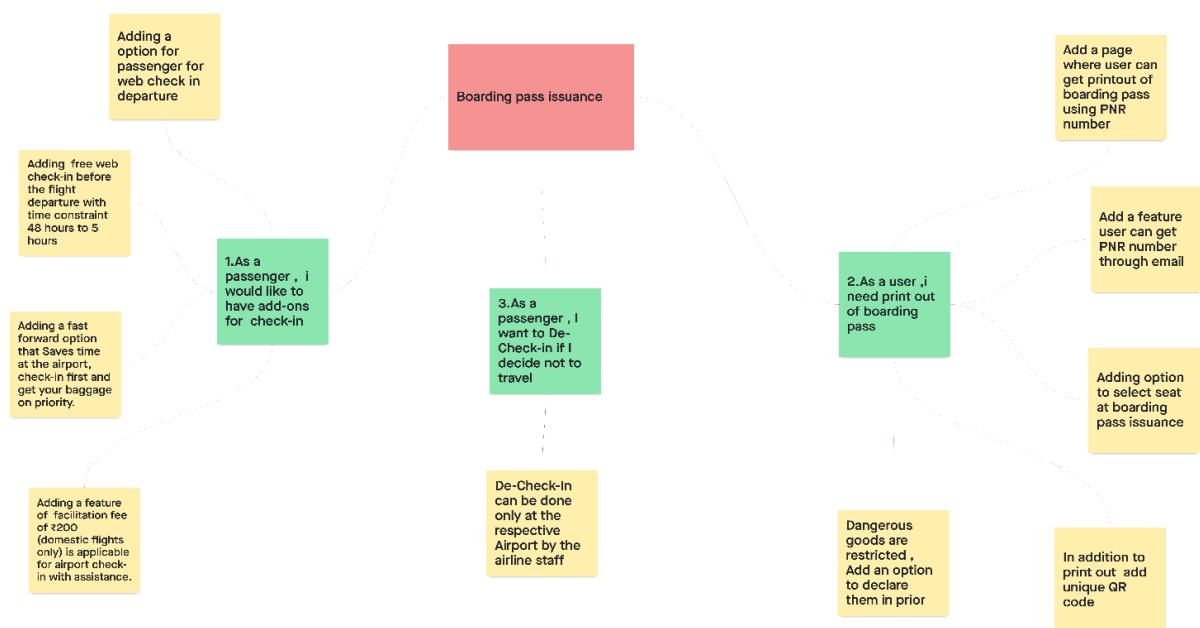 Boarding pass issuance
Adding a
option for
passenger for
web check in
departure
Adding  free web
check-in before
the flight
departure with
time constraint
48 hours to 5
hours
Adding a fast
forward option
that Saves time
at the airport,
check-in first and
get your baggage
on priority.
Adding a feature
of  facilitation fee
of ₹200
(domestic flights
only) is applicable
for airport check-
in with assistance.
1.As a
passenger ,  i
would like to
have add-ons
for  check-in
3.As a
passenger , I
want to De-
Check-in if I
decide not to
travel
De-Check-In
can be done
only at the
respective
Airport by the
airline staff
2.As a user ,i
need print out
of boarding
pass
Add a page
where user can
get printout of
boarding pass
using PNR
number
Add a feature
user can get
PNR number
through email
Adding option
to select seat
at boarding
pass issuance
Dangerous
goods are
restricted ,
Add an option
to declare
them in prior
In addition to
print out  add
unique QR
code